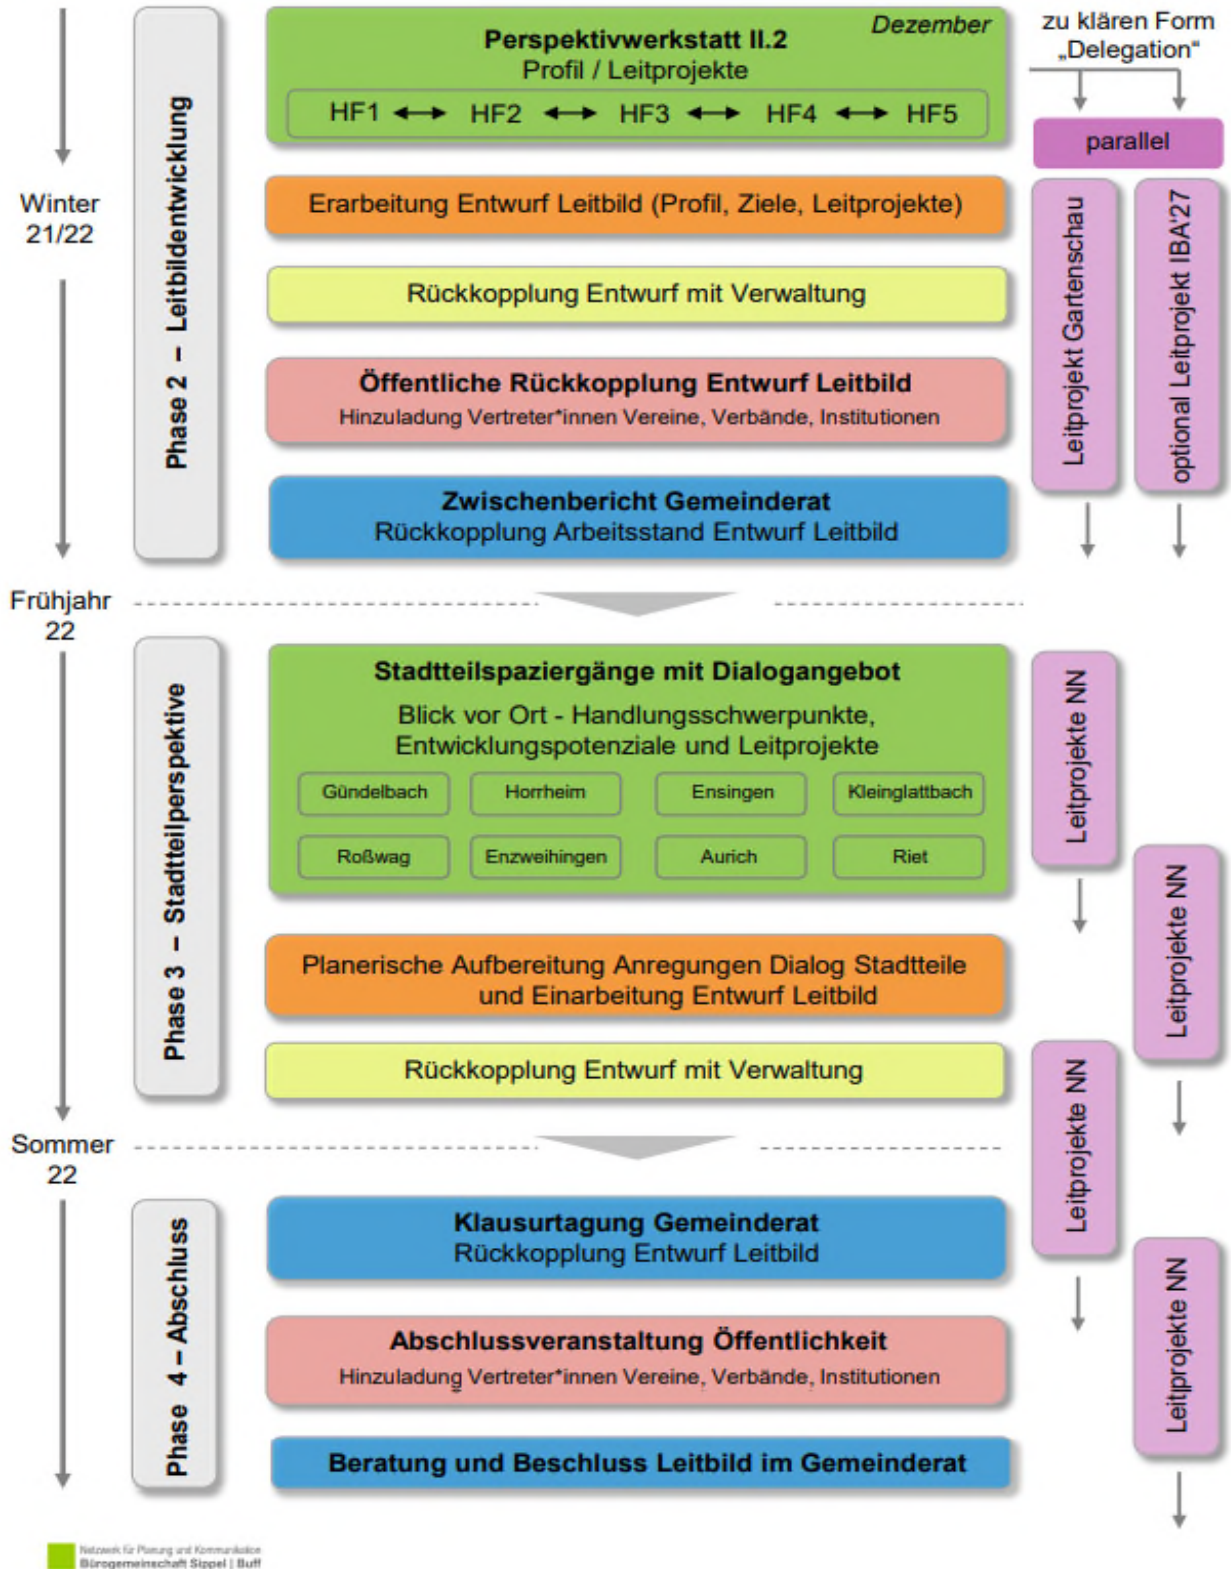 Dezember
Perspektivwerkstatt II.2
Profil / Leitprojekte
HF1 HF2 HF3 HF4 HF5
zu klären Form
„Delegation“
parallel
Winter
21/22
Phase 2 – Leitbildentwicklung
Erarbeitung Entwurf Leitbild (Profil, Ziele, Leitprojekte)
Rückkopplung Entwurf mit Verwaltung
Öffentliche Rückkopplung Entwurf Leitbild
Hinzuladung Vertreter*innen Vereine, Verbände, Institutionen
Zwischenbericht Gemeinderat
Rückkopplung Arbeitsstand Entwurf Leitbild
Leitprojekt Gartenschau
optional Leitprojekt IBA'27
Frühjahr
22
Phase 3 – Stadtteilperspektive
Stadtteilspaziergänge mit Dialogangebot
Blick vor Ort - Handlungsschwerpunkte,
Entwicklungspotenziale und Leitprojekte
Gündelbach Horrheim Ensingen Kleinglattbach
Roßwag Enzweihingen Aurich Riet
Planerische Aufbereitung Anregungen Dialog Stadtteile
und Einarbeitung Entwurf Leitbild
Rückkopplung Entwurf mit Verwaltung
Leitprojekte NN
Leitprojekte NN
Leitprojekte NN
Leitprojekte NN
Sommer
22
Phase 4 – Abschluss
Klausurtagung Gemeinderat
Rückkopplung Entwurf Leitbild
Abschlussveranstaltung Öffentlichkeit
Hinzuladung Vertreter*innen Vereine, Verbände, Institutionen
Beratung und Beschluss Leitbild im Gemeinderat
Netzwerk für Planung und Kommunikation
Bürogemeinschaft Sippel | Buff